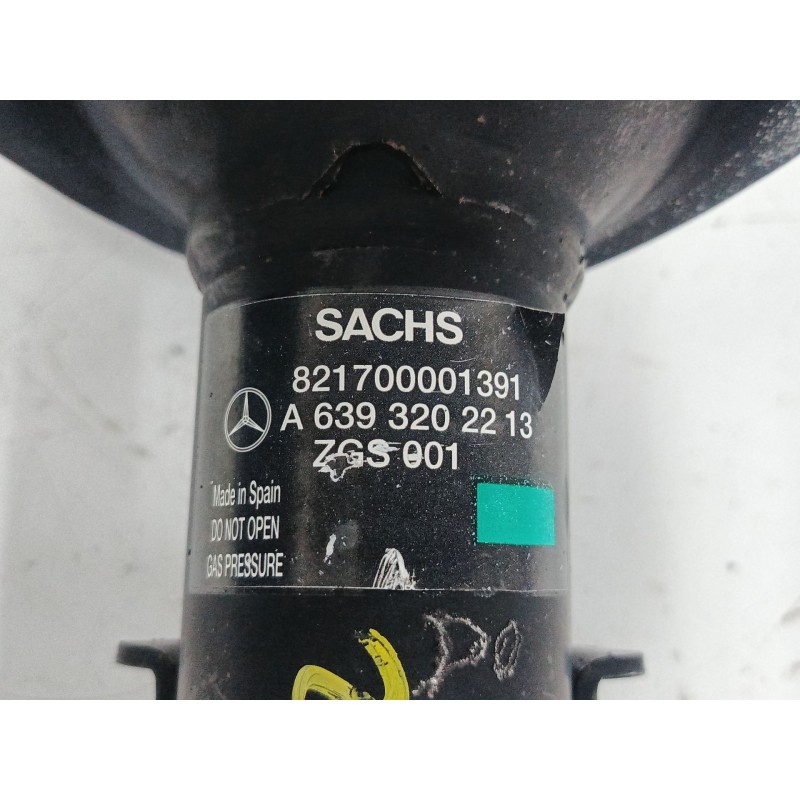 SACHS
821700001391
A 639 320 22 13
ZGS 001
Made in Spain
DO NOT OPEN
GAS PRESSURE